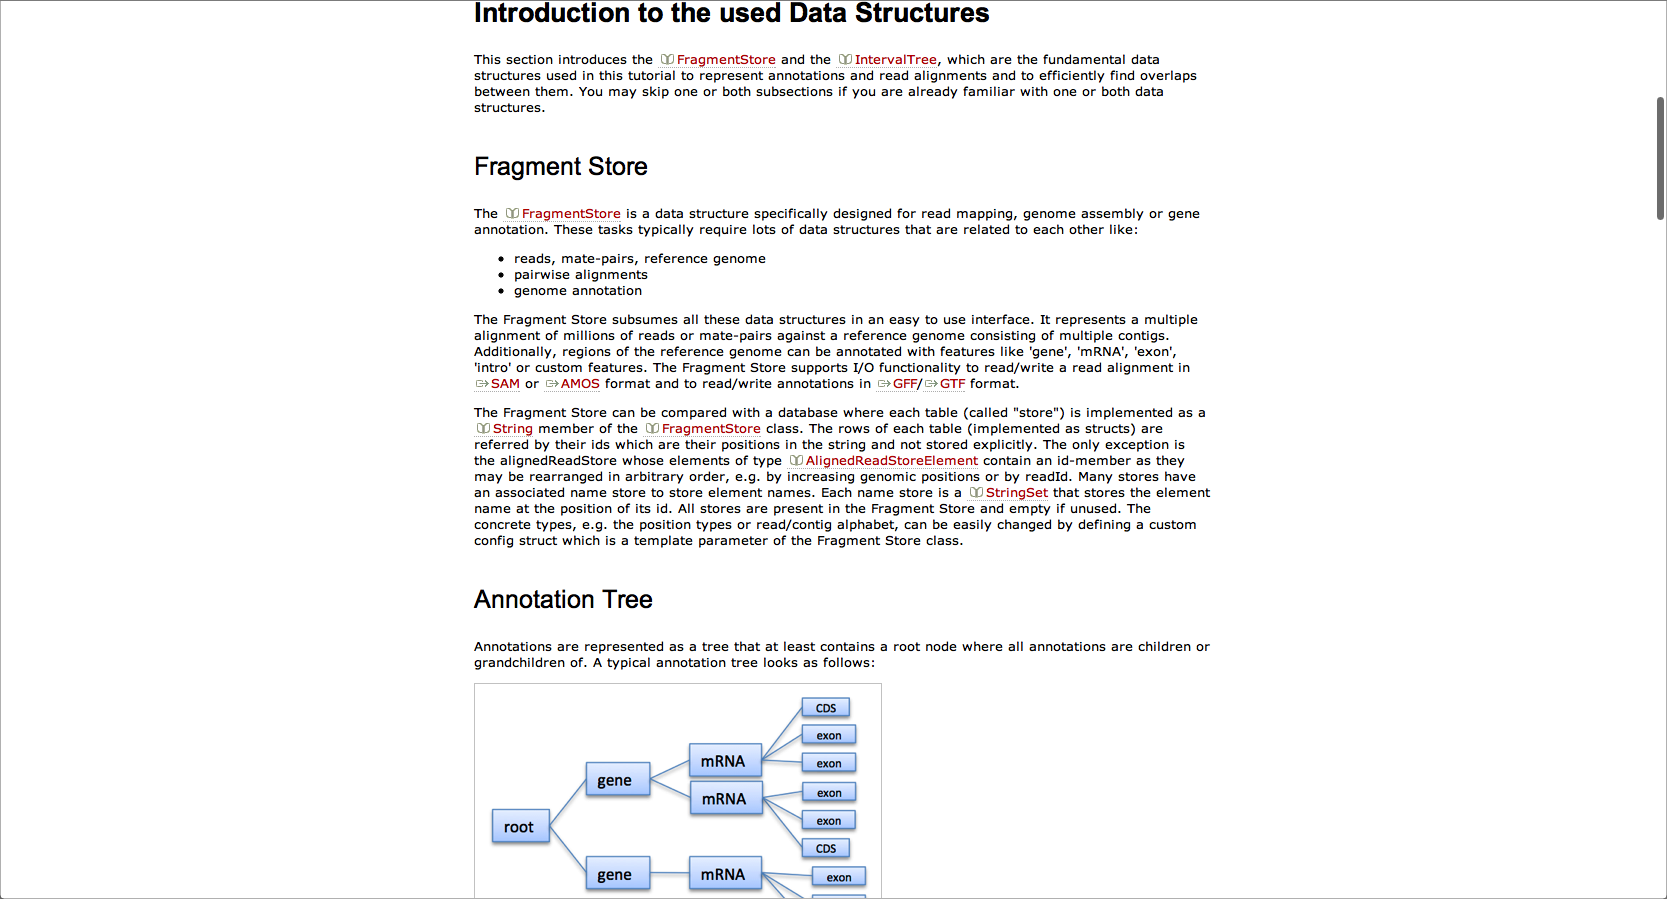 Introduction to the used Data Structures
This section introduces the FragmentStore and the IntervalTree, which are the fundamental data
structures used in this tutorial to represent annotations and read alignments and to efficiently find overlaps
between them. You may skip one or both subsections if you are already familiar with one or both data
structures.
Fragment Store
The FragmentStore is a data structure specifically designed for read mapping, genome assembly or gene
annotation. These tasks typically require lots of data structures that are related to each other like:
• reads, mate-pairs, reference genome
• pairwise alignments
• genome annotation
The Fragment Store subsumes all these data structures in an easy to use interface. It represents a multiple
alignment of millions of reads or mate-pairs against a reference genome consisting of multiple contigs.
Additionally, regions of the reference genome can be annotated with features like 'gene', 'mRNA', 'exon',
'intro' or custom features. The Fragment Store supports I/O functionality to read/write a read alignment in
SAM or AMOS format and to read/write annotations in GFF/ GTF format.
The Fragment Store can be compared with a database where each table (called "store") is implemented as a
String member of the FragmentStore class. The rows of each table (implemented as structs) are
referred by their ids which are their positions in the string and not stored explicitly. The only exception is
the alignedReadStore whose elements of type AlignedReadStoreElement contain an id-member as they
may be rearranged in arbitrary order, e.g. by increasing genomic positions or by readId. Many stores have
an associated name store to store element names. Each name store is a StringSet that stores the element
name at the position of its id. All stores are present in the Fragment Store and empty if unused. The
concrete types, e.g. the position types or read/contig alphabet, can be easily changed by defining a custom
config struct which is a template parameter of the Fragment Store class.
Annotation Tree
Annotations are represented as a tree that at least contains a root node where all annotations are children or
grandchildren of. A typical annotation tree looks as follows:
CDS
exon
mRNA
exon
gene
exon
mRNA
exon
root
CDS
gene
mRNA
exon